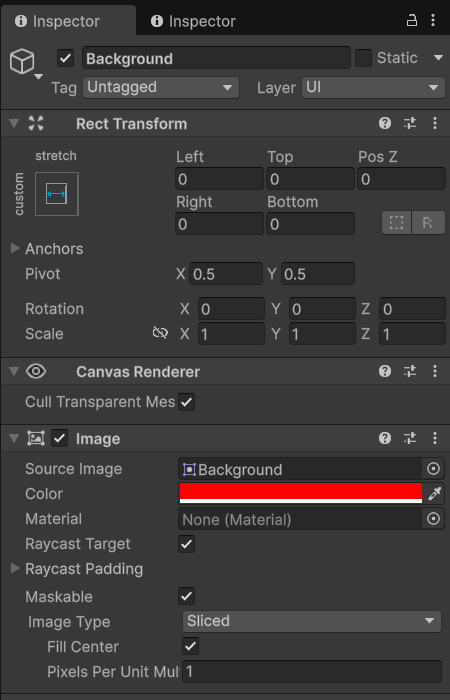 Inspector Inspector
Background Static
Tag Untagged Layer UI
Rect Transform
stretch
custom
Left Top Pos Z
0 0 0
Right Bottom
0 0 R
Anchors
Pivot X 0.5 Y 0.5
Rotation X 0 Y 0 Z 0
Scale X 1 Y 1 Z 1
Canvas Renderer
Cull Transparent Mes
Image
Source Image Background
Color
Material None (Material)
Raycast Target
Raycast Padding
Maskable
Image Type Sliced
Fill Center
Pixels Per Unit Mul 1